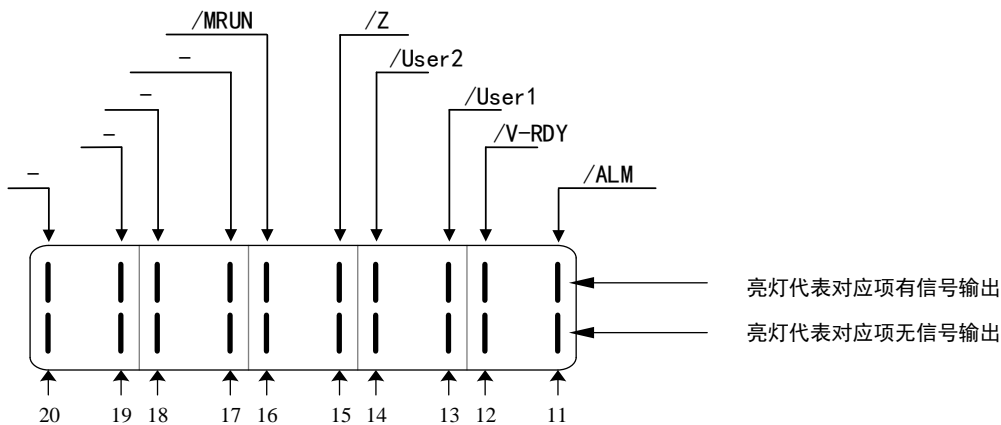 /MRUN
/Z
-
/User2
-
/User1
-
/V-RDY
-
/ALM
亮灯代表对应项有信号输出
亮灯代表对应项无信号输出
20 19 18 17 16 15 14 13 12 11